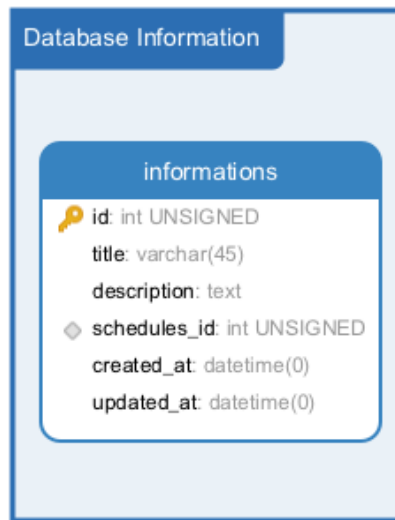 Database Information
informations
id: int UNSIGNED
title: varchar(45)
description: text
schedules_id: int UNSIGNED
created_at: datetime(0)
updated_at: datetime(0)